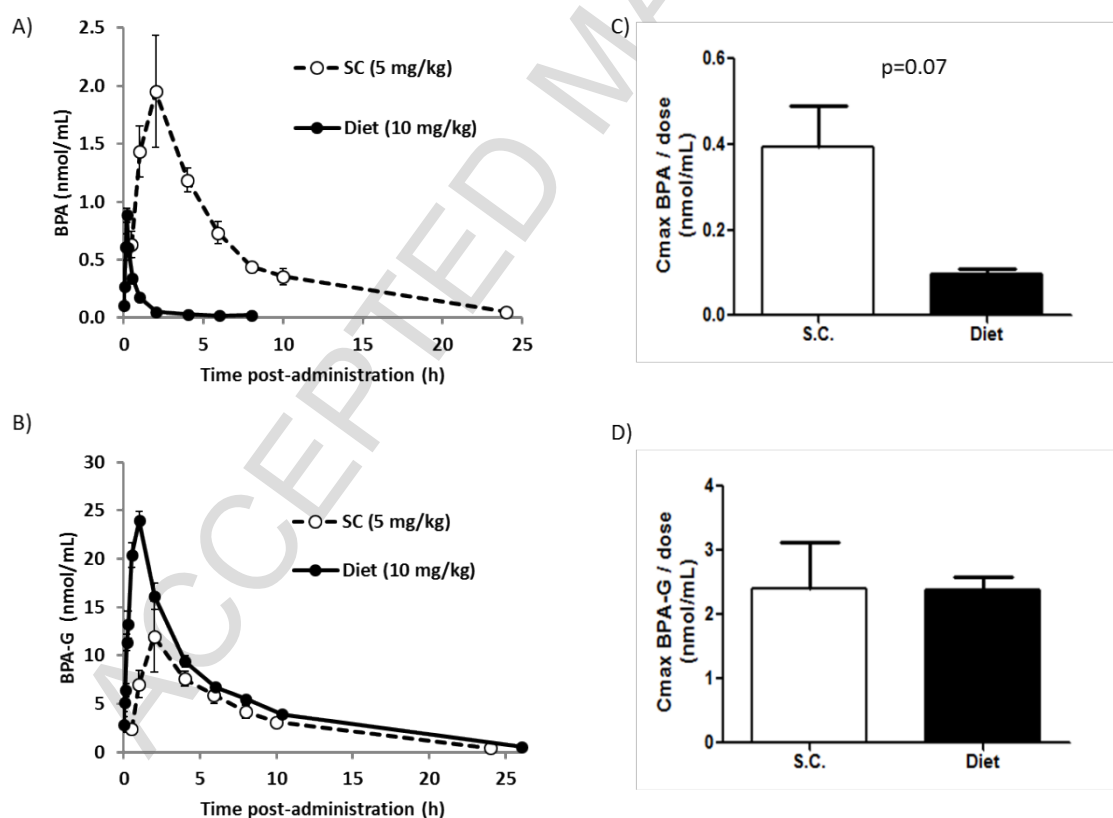 A)
2.5
2.0
1.5
1.0
0.5
0.0
BPA (nmol/mL)
SC (5 mg/kg)
Diet (10 mg/kg)
0 5 10 15 20 25
Time post-administration (h)
B)
30
25
20
15
10
5
0
BPA-G (nmol/mL)
SC (5 mg/kg)
Diet (10 mg/kg)
0 5 10 15 20 25
Time post-administration (h)
C)
p=0.07
0.6
0.4
0.2
0.0
Cmax BPA / dose
(nmol/mL)
S.C. Diet
D)
4
3
2
1
0
Cmax BPA-G / dose
(nmol/mL)
S.C. Diet
ACCEPTED M